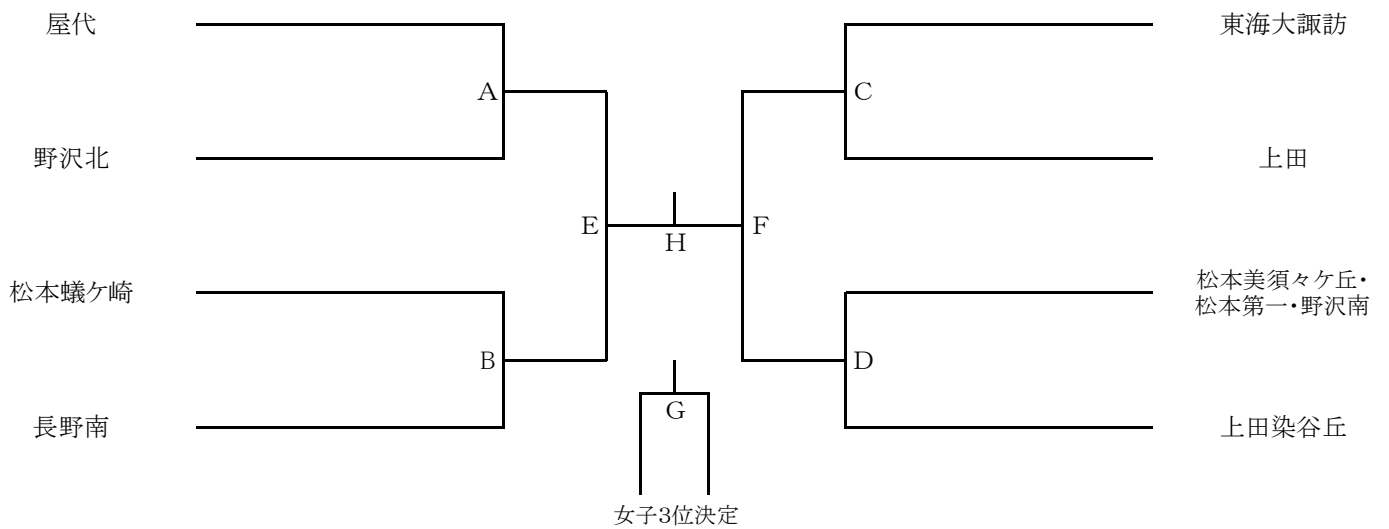 屋代
東海大諏訪
A
C
野沢北
上田
E
H
F
松本蟻ケ崎
松本美須々ケ丘・
松本第一・野沢南
B
D
G
長野南
上田染谷丘
女子3位決定